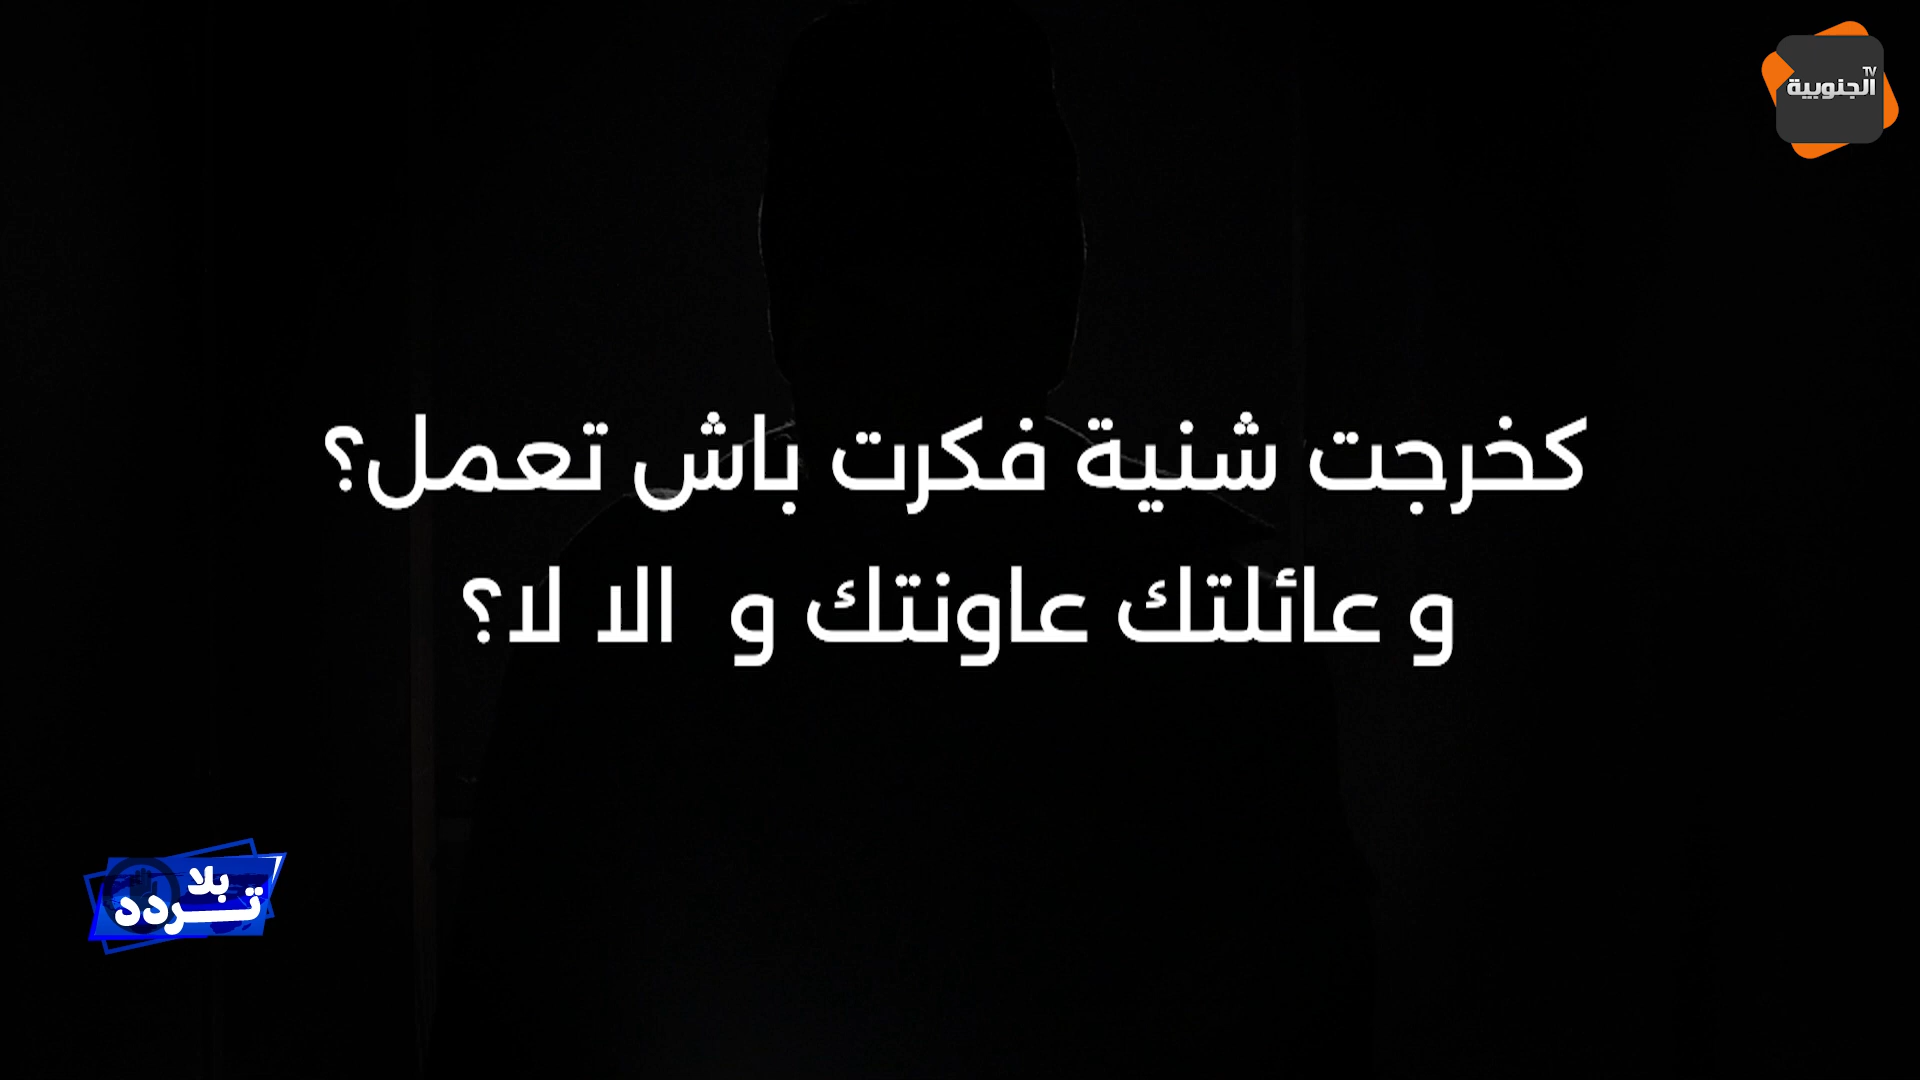 TV
الجنوبية
كخرجت شنية فكرت باش تعمل؟
و عائلتك عاونتك و الا لا؟
بلا
تردد